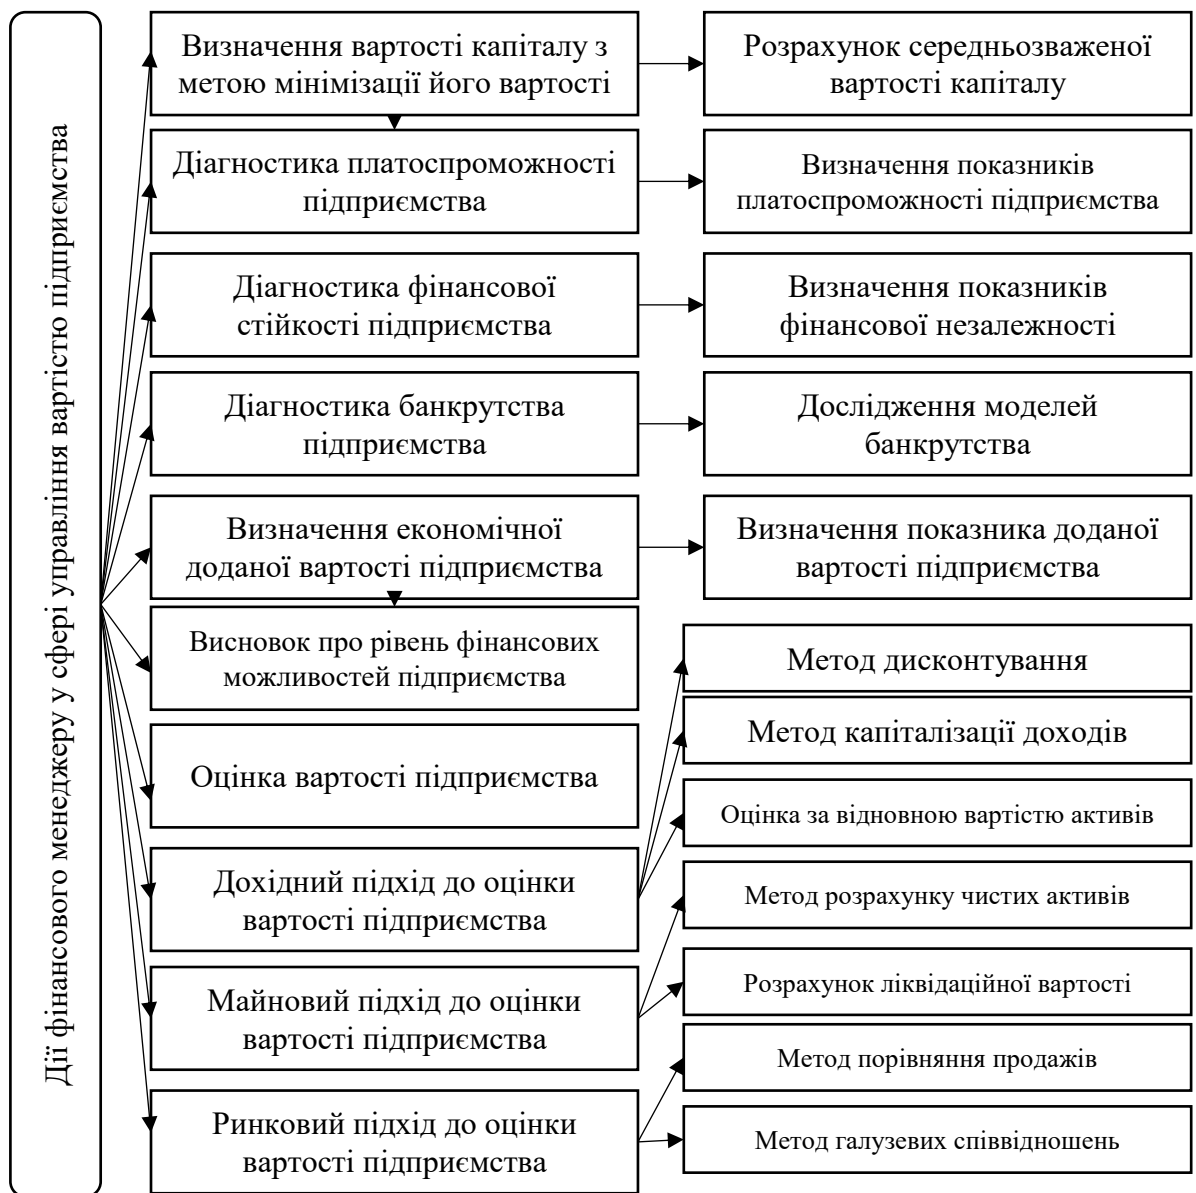 Дії фінансового менеджеру у сфері управління вартістю підприємства
Визначення вартості капіталу з
метою мінімізації його вартості
Розрахунок середньозваженої
вартості капіталу
Діагностика платоспроможності
підприємства
Визначення показників
платоспроможності підприємства
Діагностика фінансової
стійкості підприємства
Визначення показників
фінансової незалежності
Діагностика банкрутства
підприємства
Дослідження моделей
банкрутства
Визначення економічної
доданої вартості підприємства
Визначення показника доданої
вартості підприємства
Висновок про рівень фінансових
можливостей підприємства
Оцінка вартості підприємства
Дохідний підхід до оцінки
вартості підприємства
Майновий підхід до оцінки
вартості підприємства
Ринковий підхід до оцінки
вартості підприємства
Метод дисконтування
Метод капіталізації доходів
Оцінка за відновною вартістю активів
Метод розрахунку чистих активів
Розрахунок ліквідаційної вартості
Метод порівняння продажів
Метод галузевих співвідношень